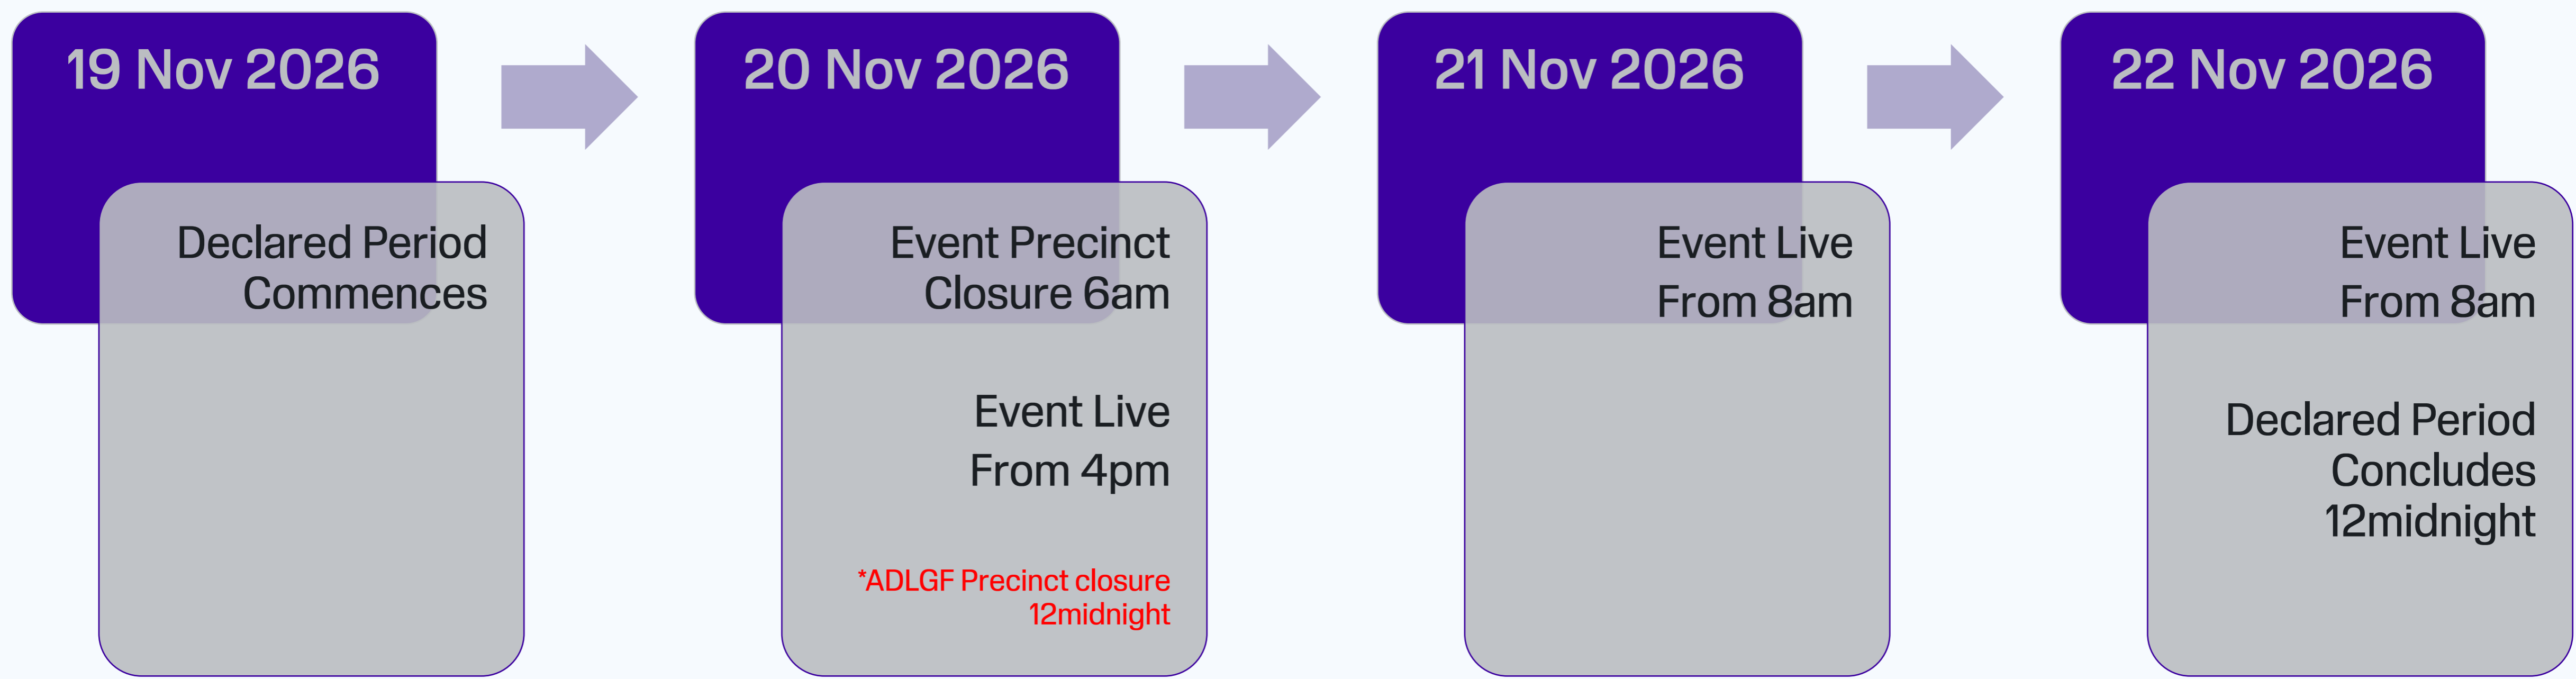 19 Nov 2026
Declared Period
Commences
20 Nov 2026
Event Precinct
Closure 6am
Event Live
From 4pm
*ADLGF Precinct closure
12midnight
21 Nov 2026
Event Live
From 8am
22 Nov 2026
Event Live
From 8am
Declared Period
Concludes
12midnight